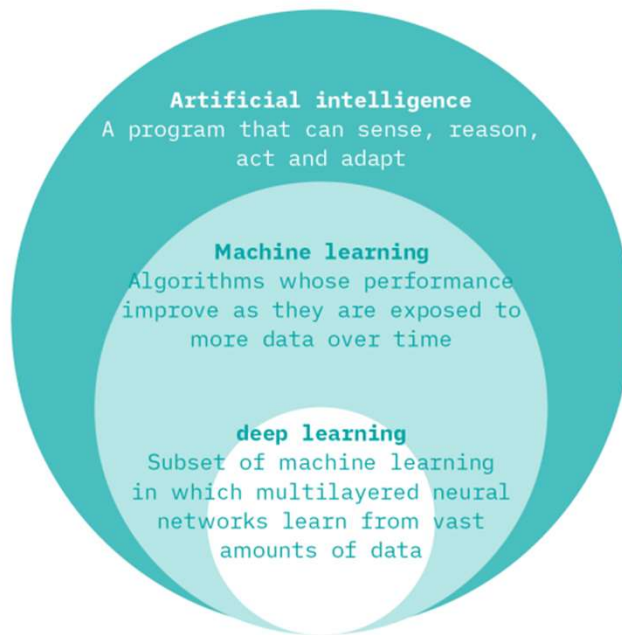 Artificial intelligence
A program that can sense, reason,
act and adapt
Machine learning
Algorithms whose performance
improve as they are exposed to
more data over time
deep learning
Subset of machine learning
in which multilayered neural
networks learn from vast
amounts of data